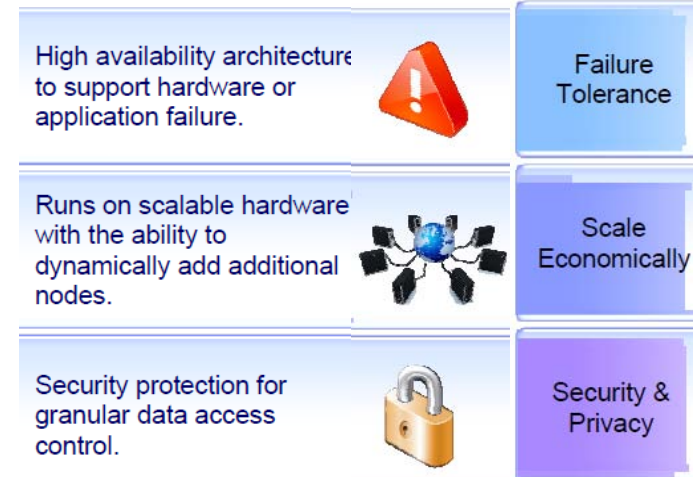 High availability architecture
to support hardware or
application failure.
Failure
Tolerance
Runs on scalable hardware
with the ability to
dynamically add additional
nodes.
Scale
Economically
Security protection for
granular data access
control.
Security &
Privacy